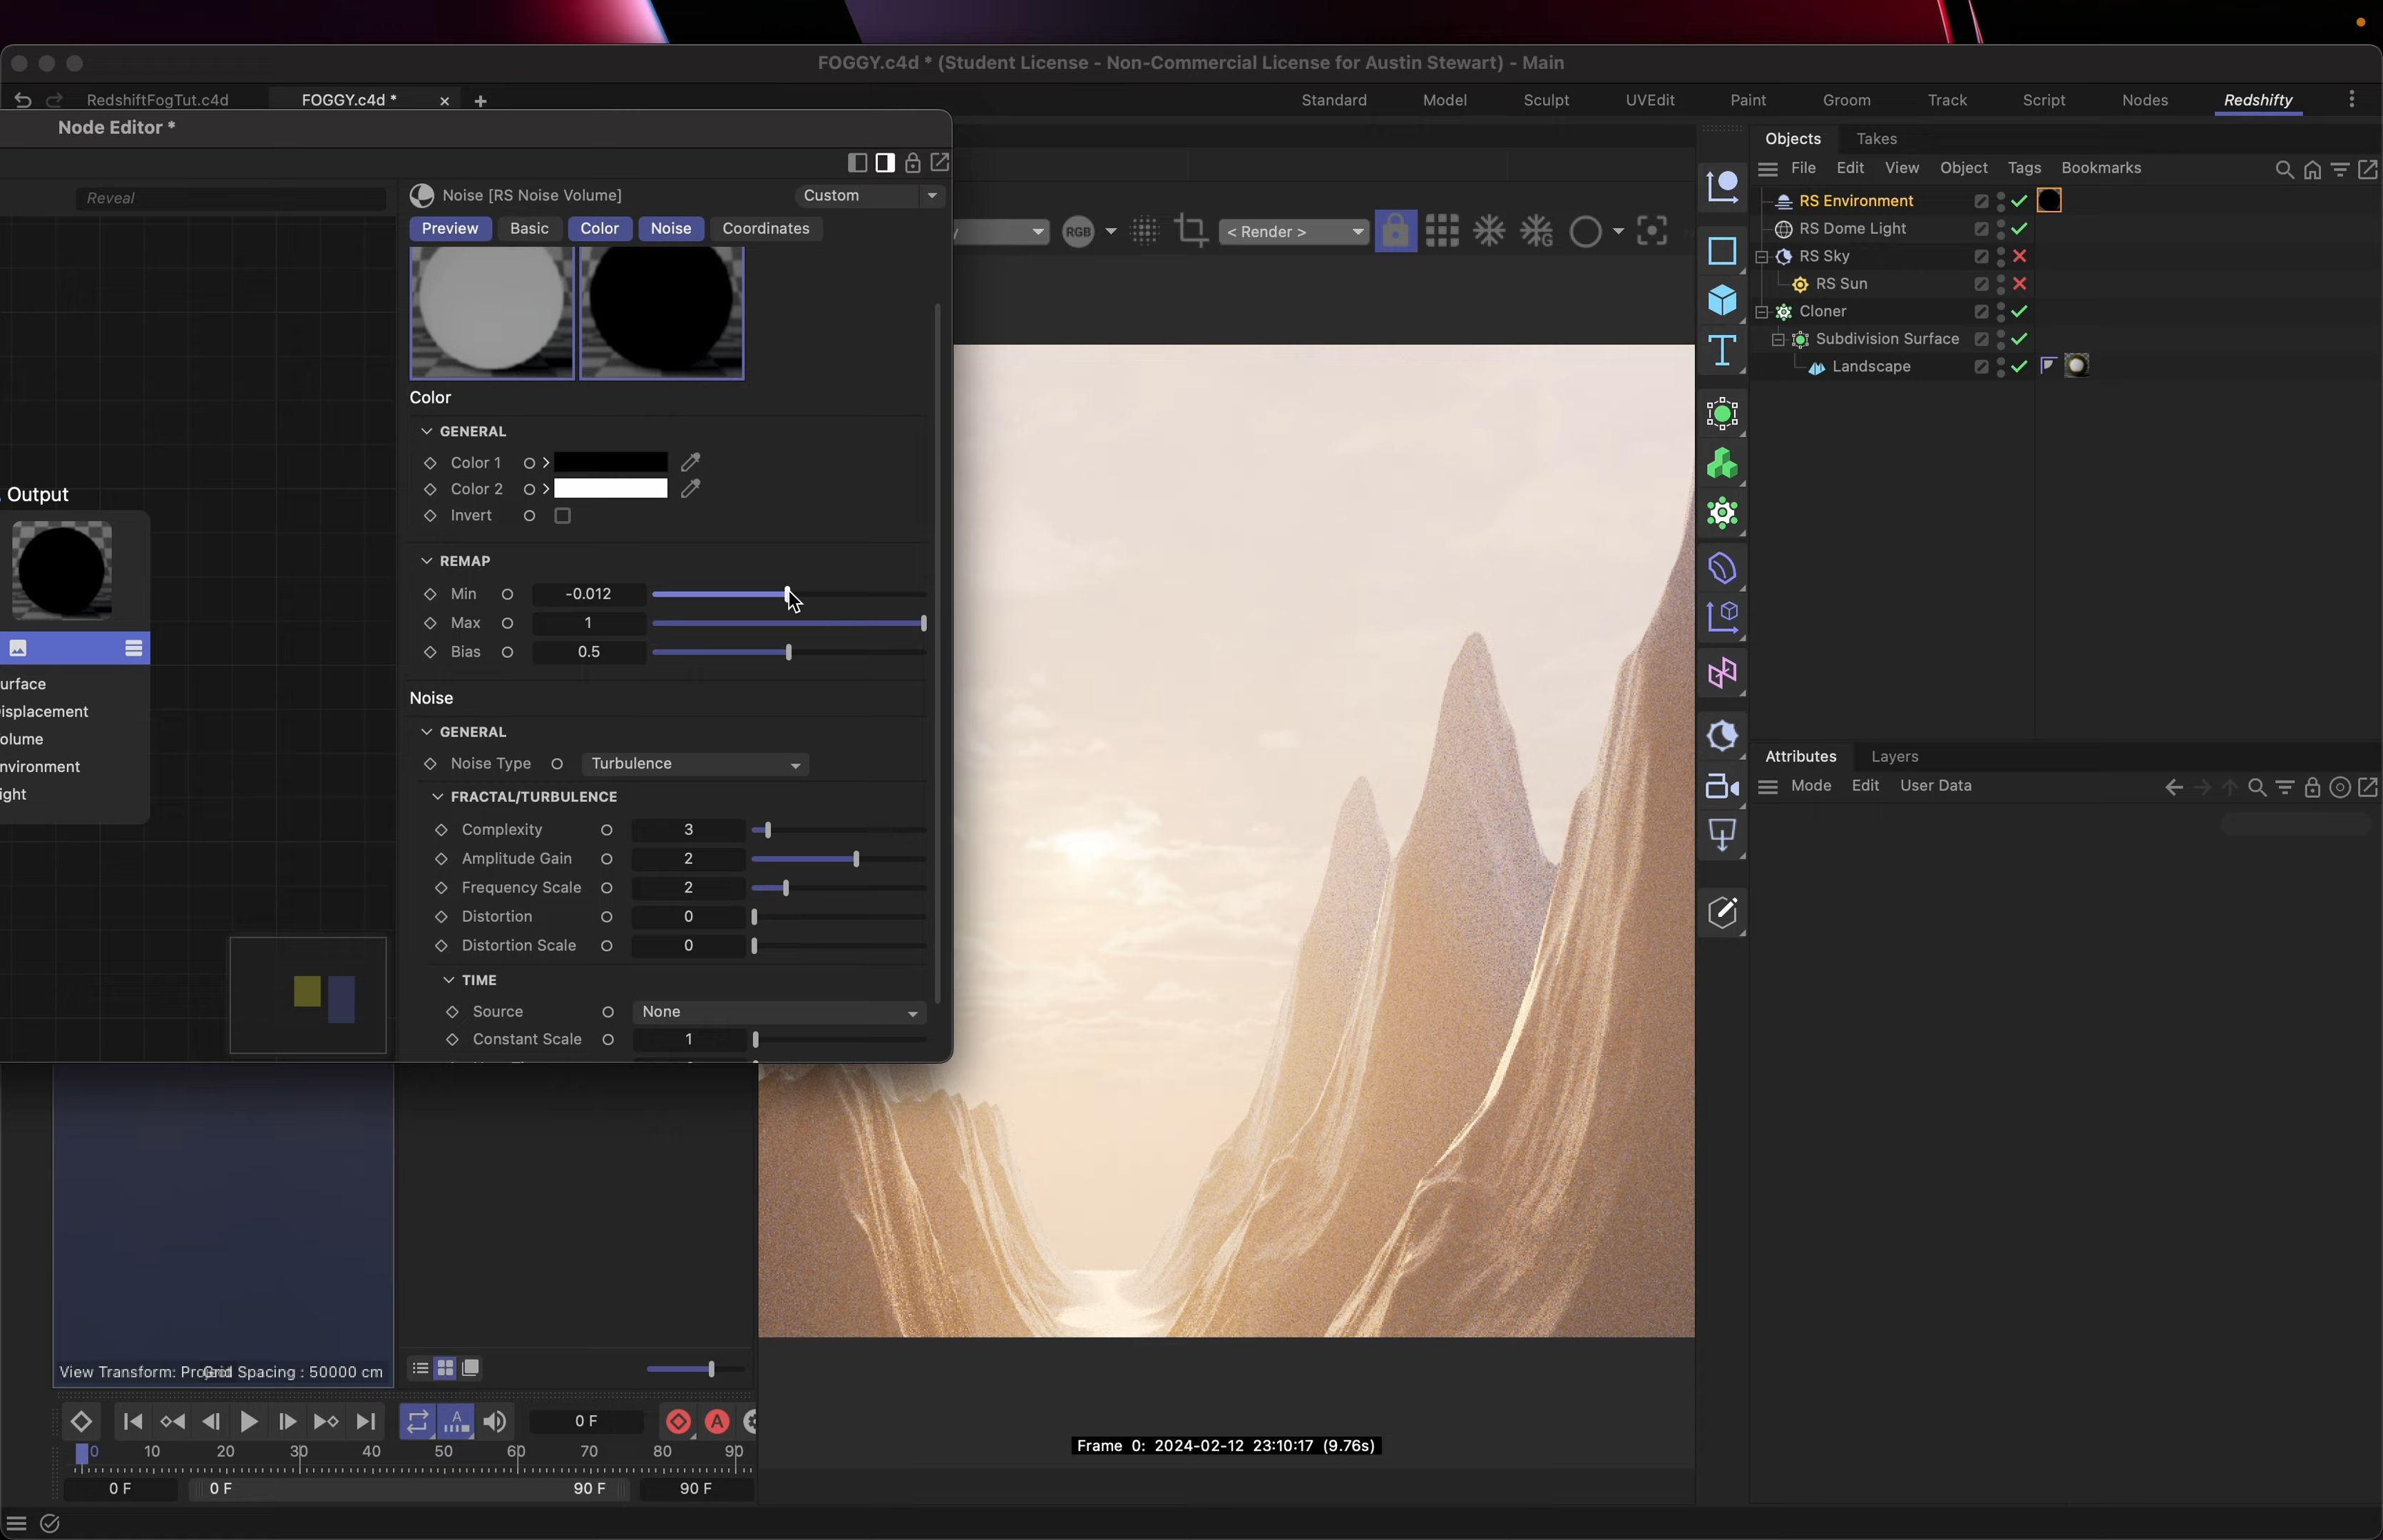 FOGGY.c4d * (Student License - Non-Commercial License for Austin Stewart) - Main
RedshiftFogTut.c4d
FOGGY.c4d *
Standard
Model
Sculpt
UVEdit
Paint
Groom
Track
Script
Nodes
Redshifty
Node Editor *
Reveal
Noise [RS Noise Volume]
Custom
Preview
Basic
Color
Noise
Coordinates
Color
GENERAL
Color 1
Color 2
Invert
REMAP
Min -0.012
Max 1
Bias 0.5
Noise
GENERAL
Noise Type Turbulence
FRACTAL/TURBULENCE
Complexity 3
Amplitude Gain 2
Frequency Scale 2
Distortion 0
Distortion Scale 0
TIME
Source None
Constant Scale 1
Output
urface
isplacement
olume
nvironment
ight
RGB
< Render >
G
Objects Takes
File Edit View Object Tags Bookmarks
RS Environment
RS Dome Light
RS Sky
RS Sun
Cloner
Subdivision Surface
Landscape
Attributes Layers
Mode Edit User Data
View Transform: Project
Grid Spacing : 50000 cm
A
0 F
A
0 10 20 30 40 50 60 70 80 90
0 F
0 F
90 F
90 F
Frame 0: 2024-02-12 23:10:17 (9.76s)